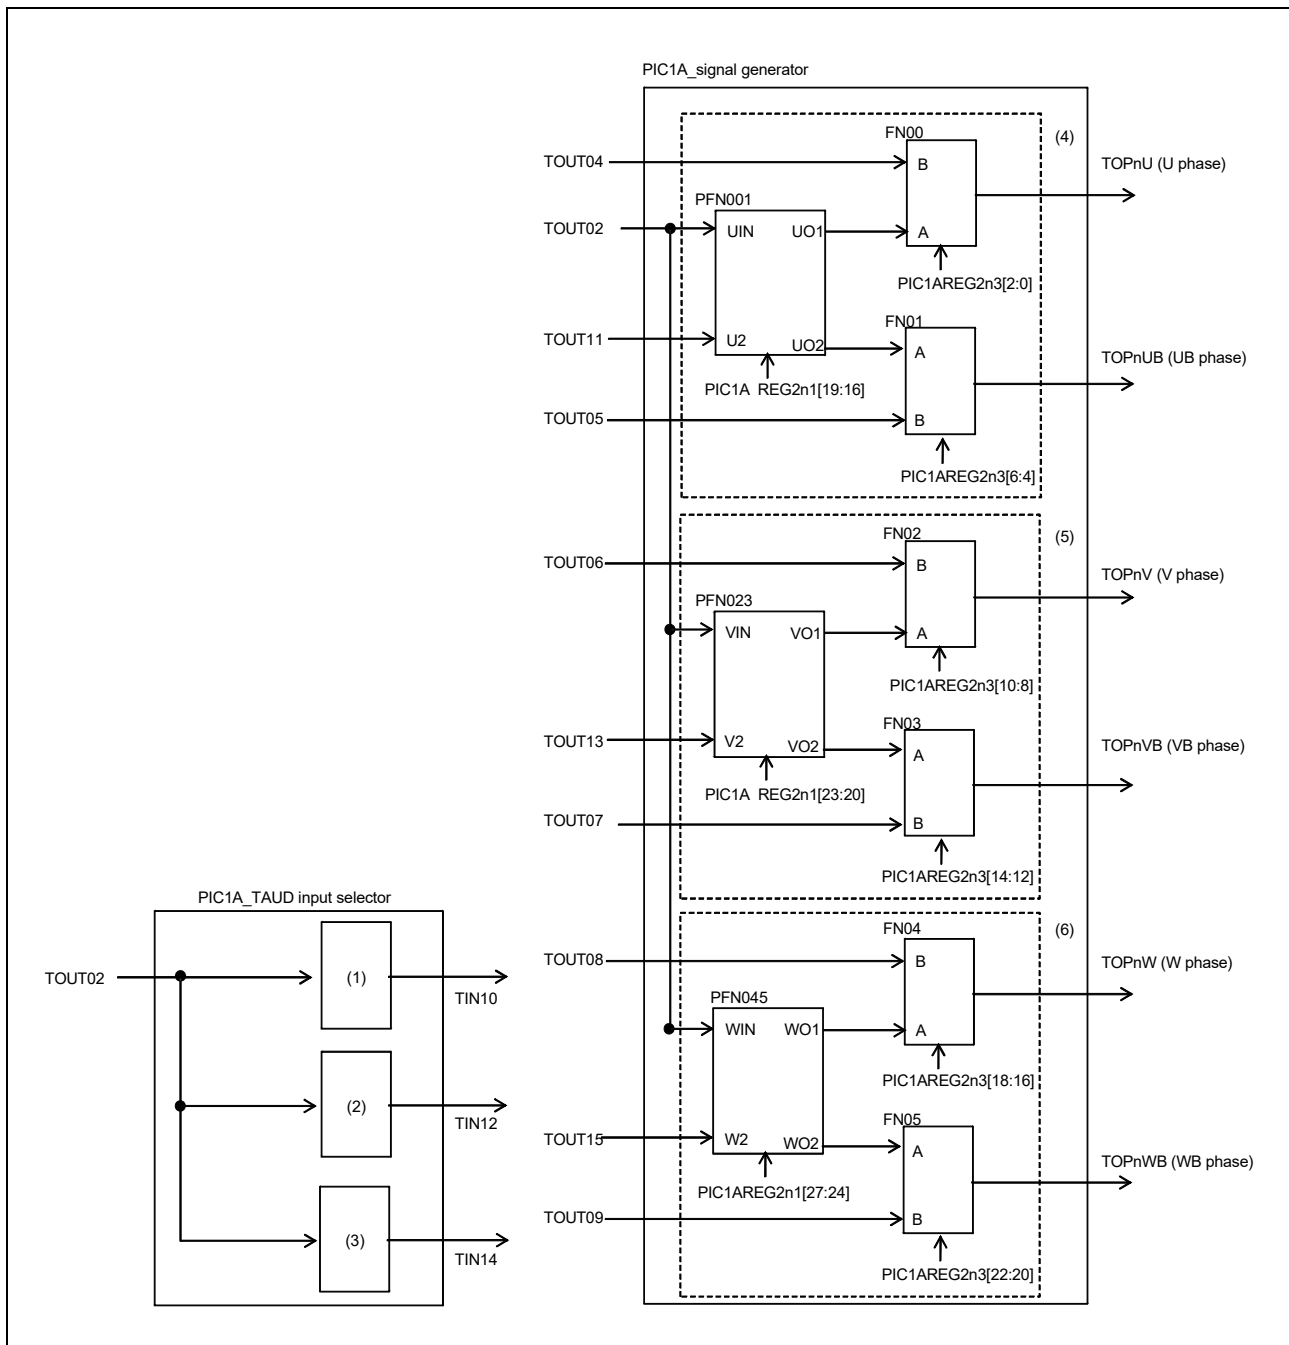 PIC1A_signal generator
FN00
(4)
TOUT04
B
TOPnU (U phase)
PFN001
TOUT02
UIN
UO1
A
PIC1AREG2n3[2:0]
FN01
TOUT11
U2
UO2
A
TOPnUB (UB phase)
PIC1A REG2n1[19:16]
TOUT05
B
PIC1AREG2n3[6:4]
FN02
(5)
TOUT06
B
TOPnV (V phase)
PFN023
VIN
VO1
A
PIC1AREG2n3[10:8]
FN03
TOUT13
V2
VO2
A
TOPnVB (VB phase)
PIC1A REG2n1[23:20]
TOUT07
B
PIC1AREG2n3[14:12]
PIC1A_TAUD input selector
TOUT02
(1)
TIN10
(2)
TIN12
(3)
TIN14
FN04
(6)
TOUT08
B
TOPnW (W phase)
PFN045
WIN
WO1
A
PIC1AREG2n3[18:16]
FN05
TOUT15
W2
WO2
A
TOPnWB (WB phase)
PIC1AREG2n1[27:24]
TOUT09
B
PIC1AREG2n3[22:20]